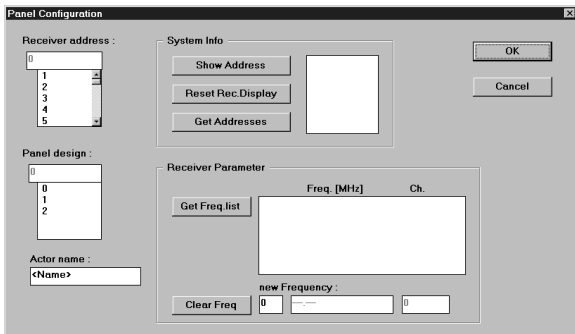 Panel Configuration
Receiver address :
0
1
2
3
4
5
Panel design :
0
0
1
2
Actor name :
<Name>
System Info
Show Address
Reset Rec.Display
Get Addresses
OK
Cancel
Receiver Parameter
Freq. [MHz] Ch.
Get Freq.list
new Frequency :
Clear Freq 0 ---.--- 0